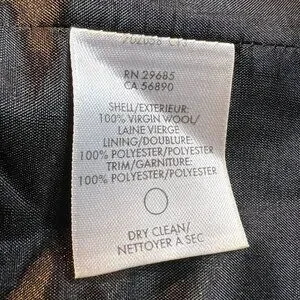 RN 29685
CA 56890
SHELL/EXTERIEUR:
100% VIRGIN WOOL/
LAINE VIERGE
LINING/DOUBLURE:
100% POLYESTER/POLYESTER
TRIM/GARNITURE:
100% POLYESTER/POLYESTER
DRY CLEAN/
NETTOYER A SEC